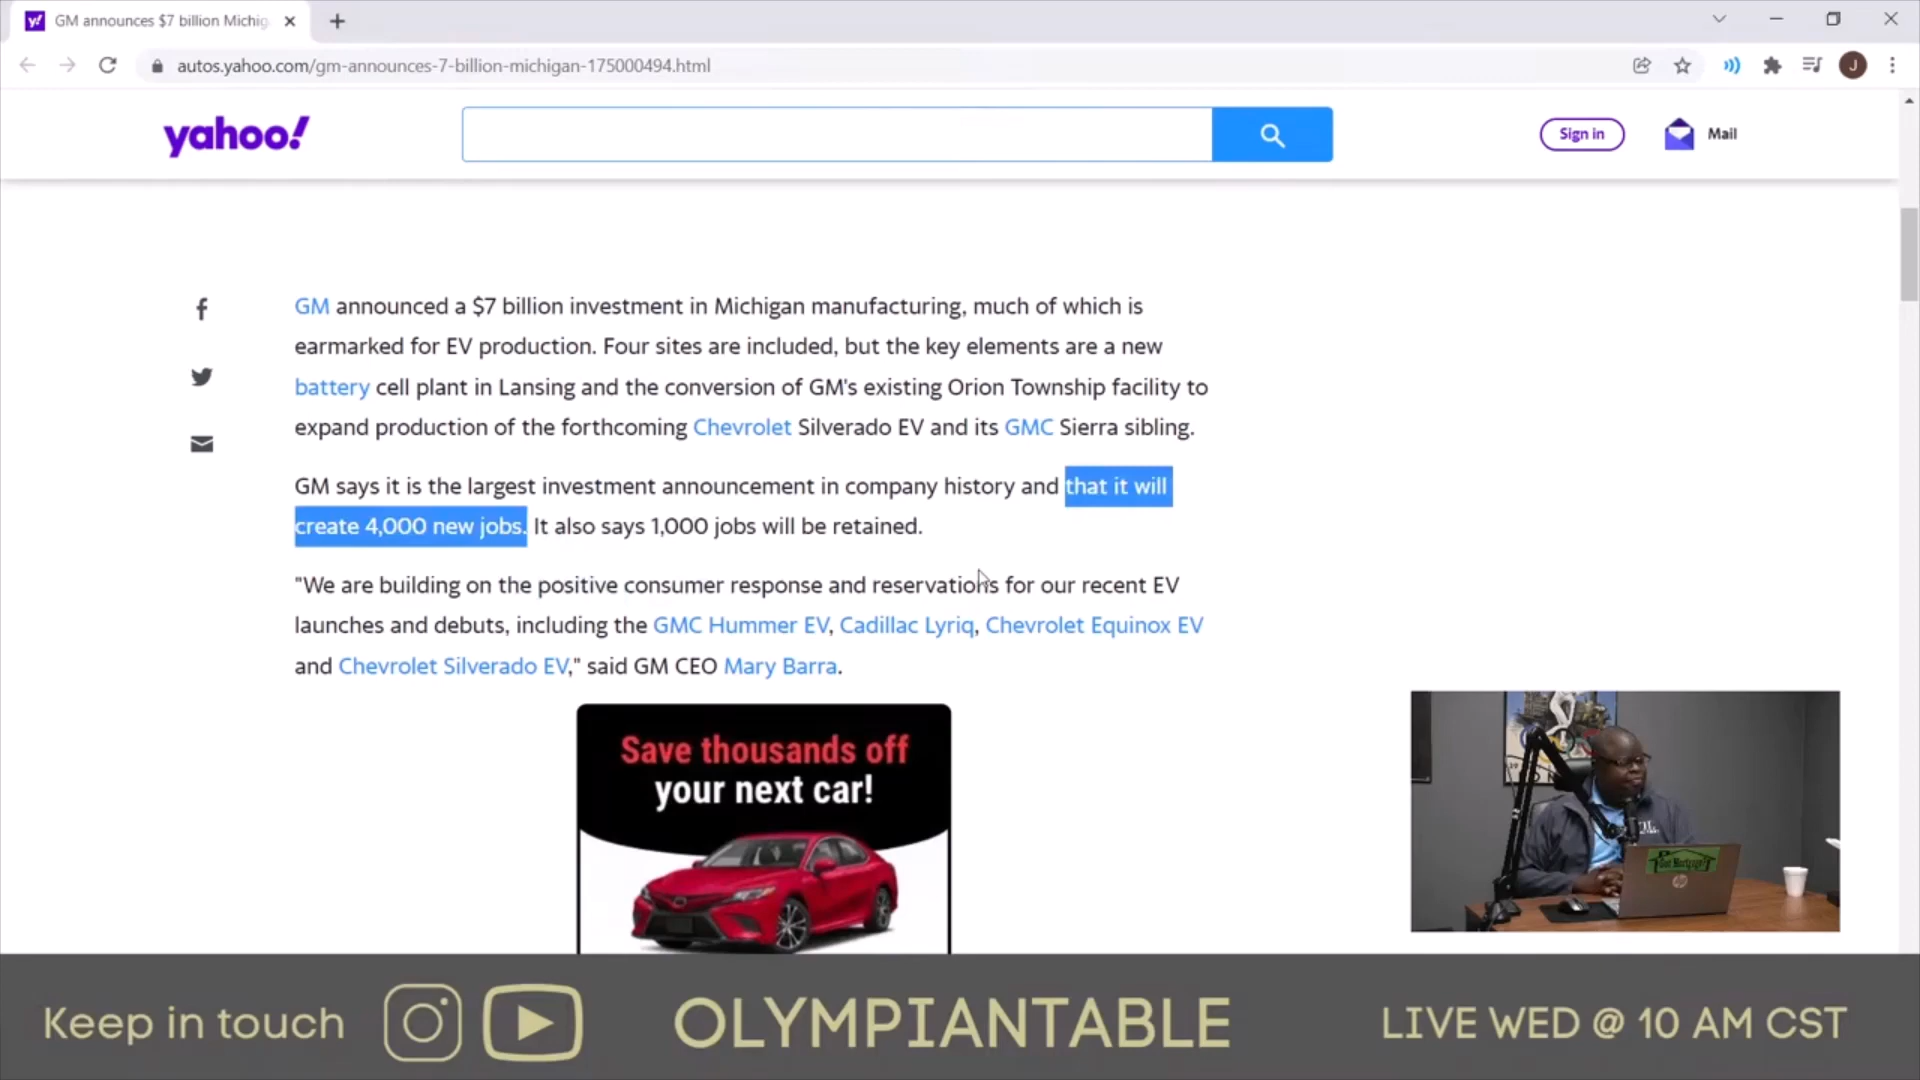 GM announces $7 billion Michig
autos.yahoo.com/gm-announces-7-billion-michigan-175000494.html
J
yahoo!
Sign in
Mail
GM announced a $7 billion investment in Michigan manufacturing, much of which is
earmarked for EV production. Four sites are included, but the key elements are a new
battery cell plant in Lansing and the conversion of GM's existing Orion Township facility to
expand production of the forthcoming Chevrolet Silverado EV and its GMC Sierra sibling.
GM says it is the largest investment announcement in company history and that it will
create 4,000 new jobs. It also says 1,000 jobs will be retained.
"We are building on the positive consumer response and reservations for our recent EV
launches and debuts, including the GMC Hummer EV, Cadillac Lyriq, Chevrolet Equinox EV
and Chevrolet Silverado EV," said GM CEO Mary Barra.
Save thousands off
your next car!
hp
Keep in touch
OLYMPIANTABLE
LIVE WED @ 10 AM CST